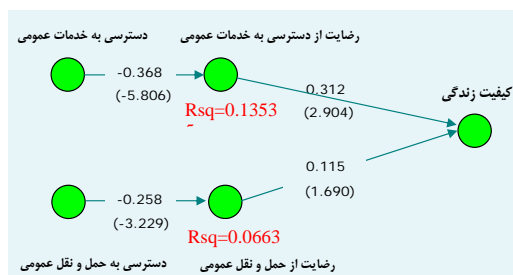 دسترسی به خدمات عمومی
رضایت از دسترسی به خدمات عمومی
-0.368
(-5.806)
Rsq=0.1353
0.312
(2.904)
کیفیت زندگی
0.115
(1.690)
-0.258
(-3.229)
Rsq=0.0663
دسترسی به حمل و نقل عمومی
رضایت از حمل و نقل عمومی